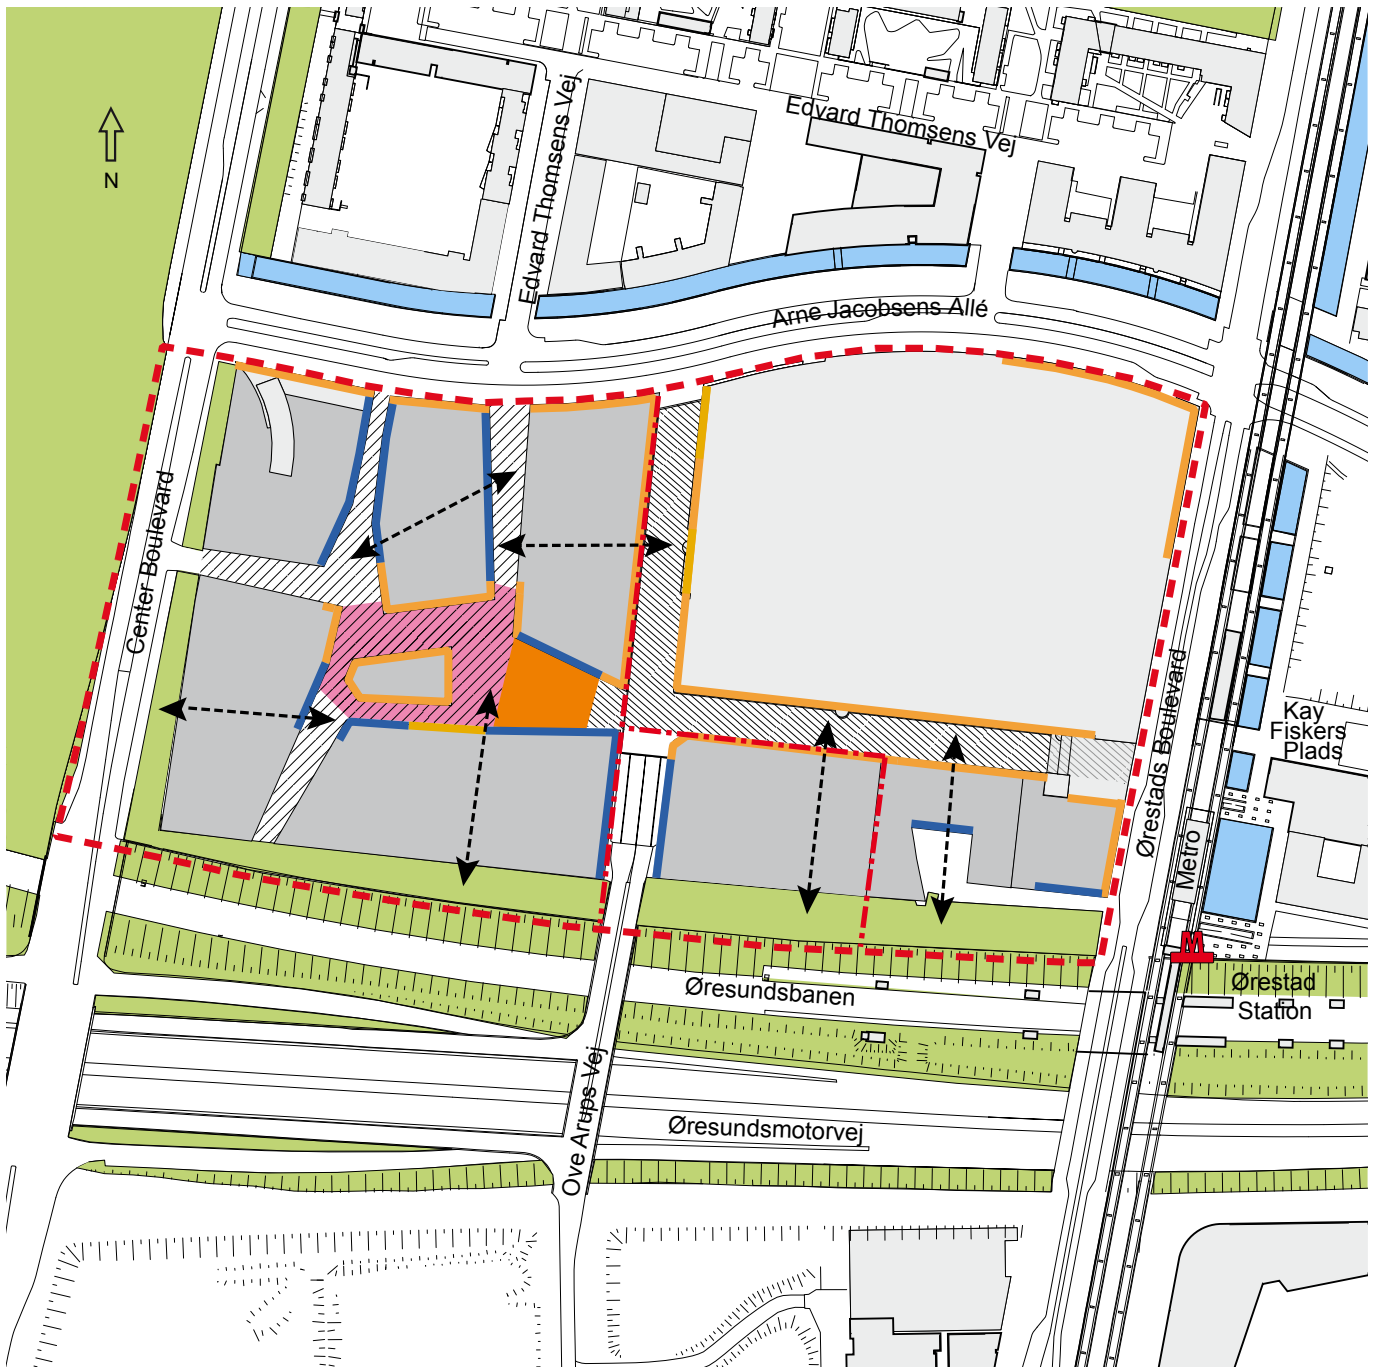 Edvard Thomsens Vej
Edvard Thomsens Vej
N
Arne Jacobsens Allé
Center Boulevard
Ørestads Boulevard
Kay
Fiskers
Plads
Metro
M
Ørestad
Station
Øresundsbanen
Ove Arups Vej
Øresundsmotorvej